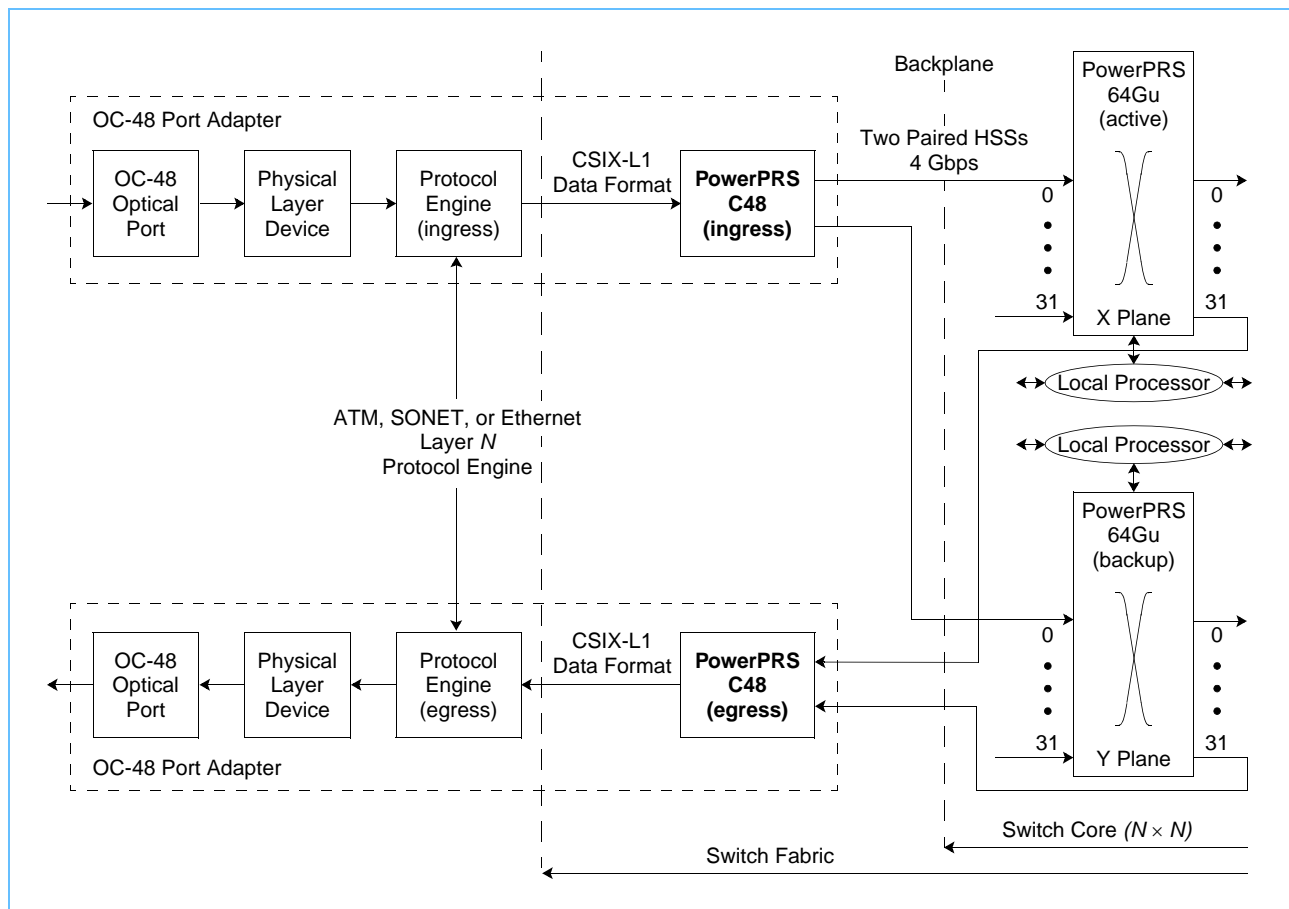 Backplane
PowerPRS
64Gu
(active)
OC-48 Port Adapter
Two Paired HSSs
4 Gbps
OC-48
Optical
Port
Physical
Layer
Device
Protocol
Engine
(ingress)
CSIX-L1
Data Format
PowerPRS
C48
(ingress)
0
0
31
31
X Plane
Local Processor
ATM, SONET, or Ethernet
Layer N
Protocol Engine
Local Processor
PowerPRS
64Gu
(backup)
OC-48
Optical
Port
Physical
Layer
Device
Protocol
Engine
(egress)
CSIX-L1
Data Format
PowerPRS
C48
(egress)
0
0
31
31
Y Plane
OC-48 Port Adapter
Switch Core (N × N)
Switch Fabric